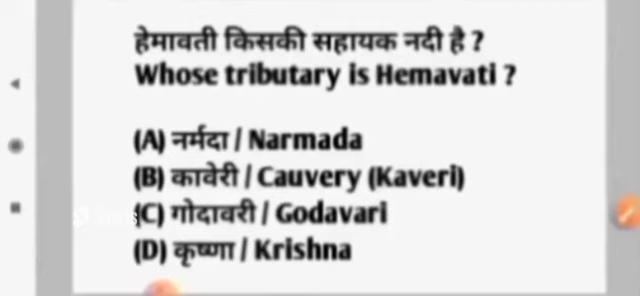 हेमावती किसकी सहायक नदी है ?
Whose tributary is Hemavati ?
(A) नर्मदा / Narmada
(B) कावेरी / Cauvery (Kaveri)
(C) गोदावरी / Godavari
(D) कृष्णा / Krishna